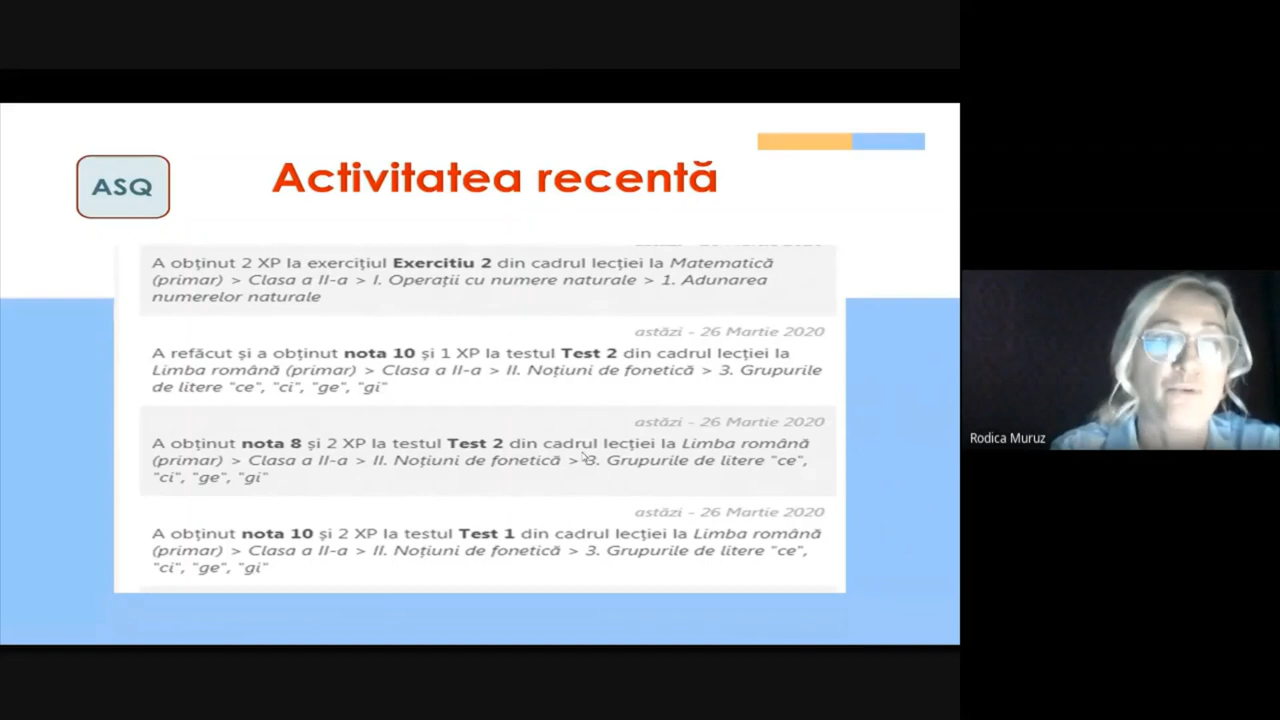 ASQ
Activitatea recentă
A obținut 2 XP la exercițiul Exercitiu 2 din cadrul lecției la Matematică
(primar) > Clasa a II-a > I. Operații cu numere naturale > 1. Adunarea
numerelor naturale
astăzi - 26 Martie 2020
A refăcut și a obținut nota 10 și 1 XP la testul Test 2 din cadrul lecției la
Limba română (primar) > Clasa a II-a > II. Noțiuni de fonetică > 3. Grupurile
de litere "ce", "ci", "ge", "gi"
astăzi - 26 Martie 2020
A obținut nota 8 și 2 XP la testul Test 2 din cadrul lecției la Limba română
(primar) > Clasa a II-a > II. Noțiuni de fonetică > 3. Grupurile de litere "ce",
"ci", "ge", "gi"
astăzi - 26 Martie 2020
A obținut nota 10 și 2 XP la testul Test 1 din cadrul lecției la Limba română
(primar) > Clasa a II-a > II. Noțiuni de fonetică > 3. Grupurile de litere "ce",
"ci", "ge", "gi"
Rodica Muruz